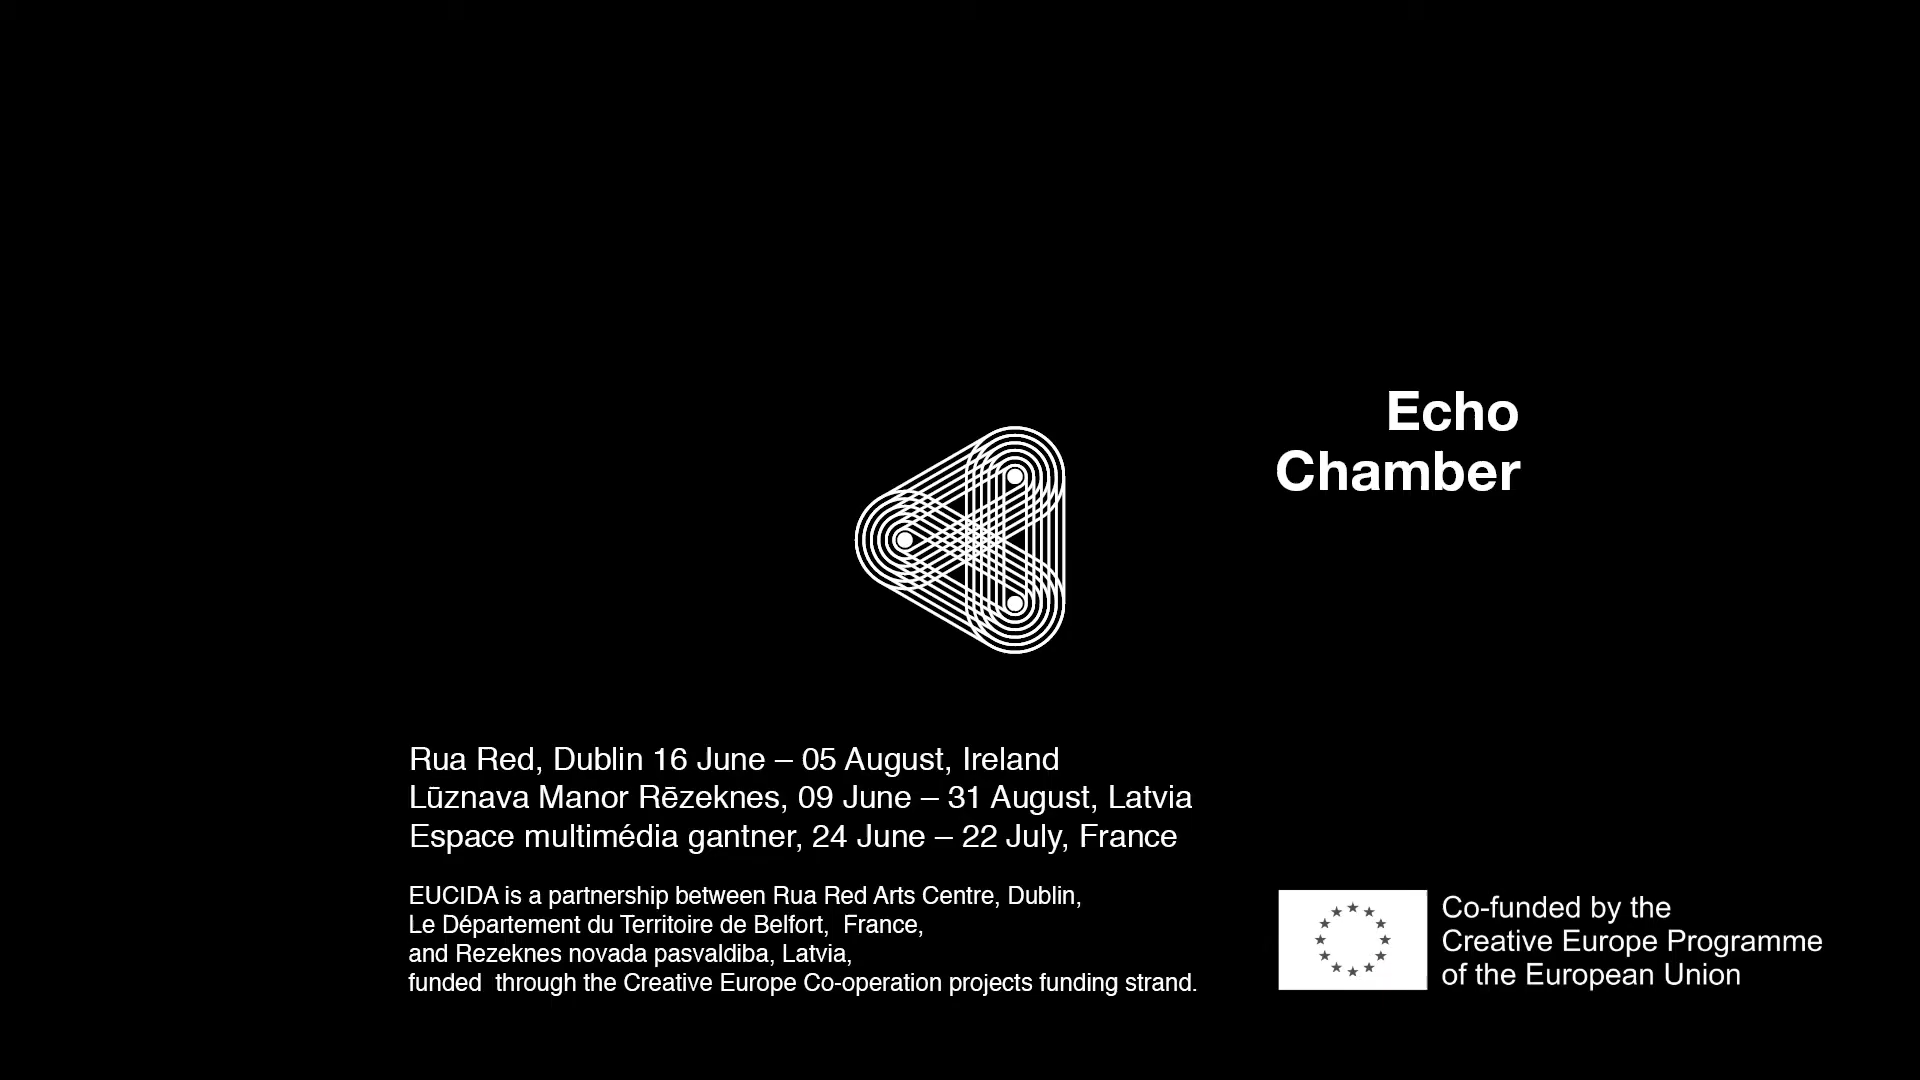 Echo
Chamber
Rua Red, Dublin 16 June – 05 August, Ireland
Lūznava Manor Rēzeknes, 09 June – 31 August, Latvia
Espace multimédia gantner, 24 June – 22 July, France
EUCIDA is a partnership between Rua Red Arts Centre, Dublin,
Le Département du Territoire de Belfort,  France,
and Rezeknes novada pasvaldiba, Latvia,
funded  through the Creative Europe Co-operation projects funding strand.
Co-funded by the
Creative Europe Programme
of the European Union